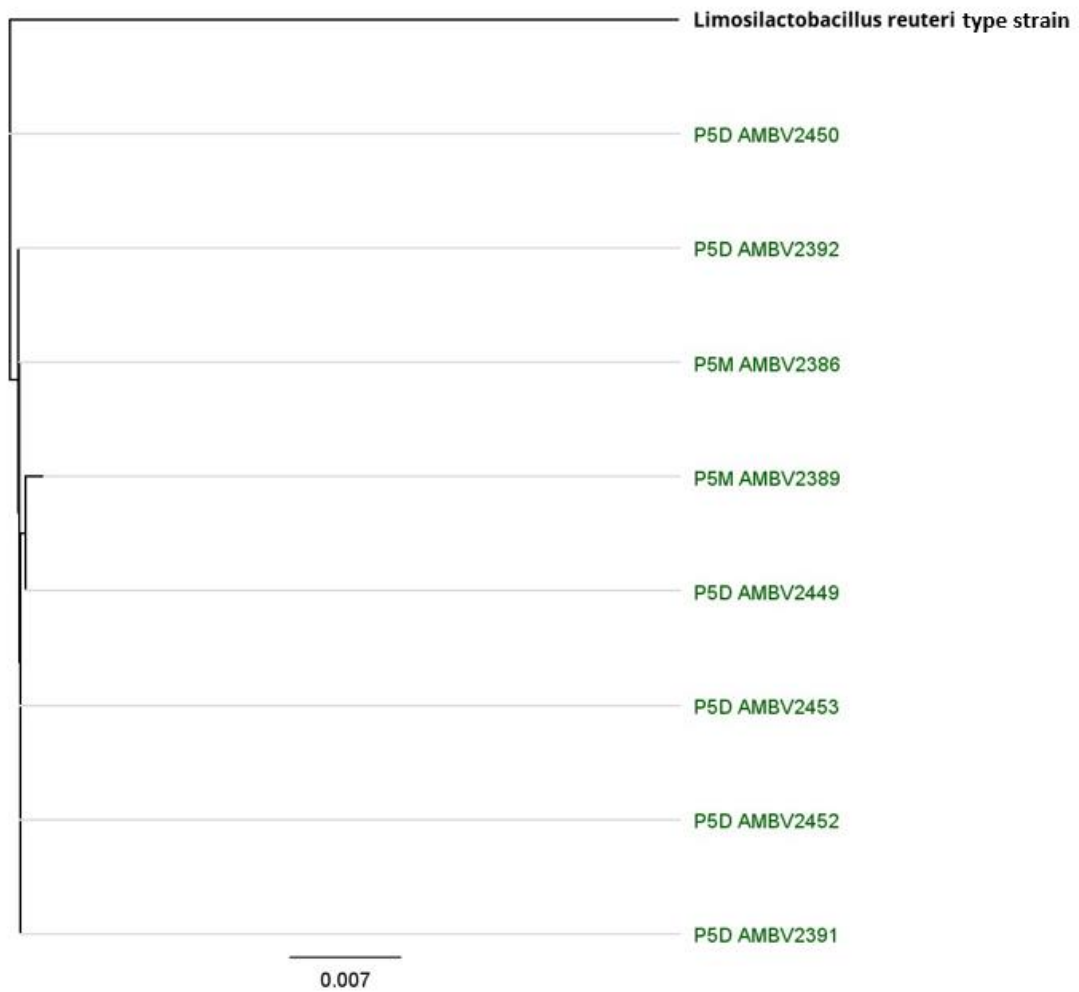 Limosilactobacillus reuteri type strain
P5D AMBV2450
P5D AMBV2392
P5M AMBV2386
P5M AMBV2389
P5D AMBV2449
P5D AMBV2453
P5D AMBV2452
P5D AMBV2391
0.007